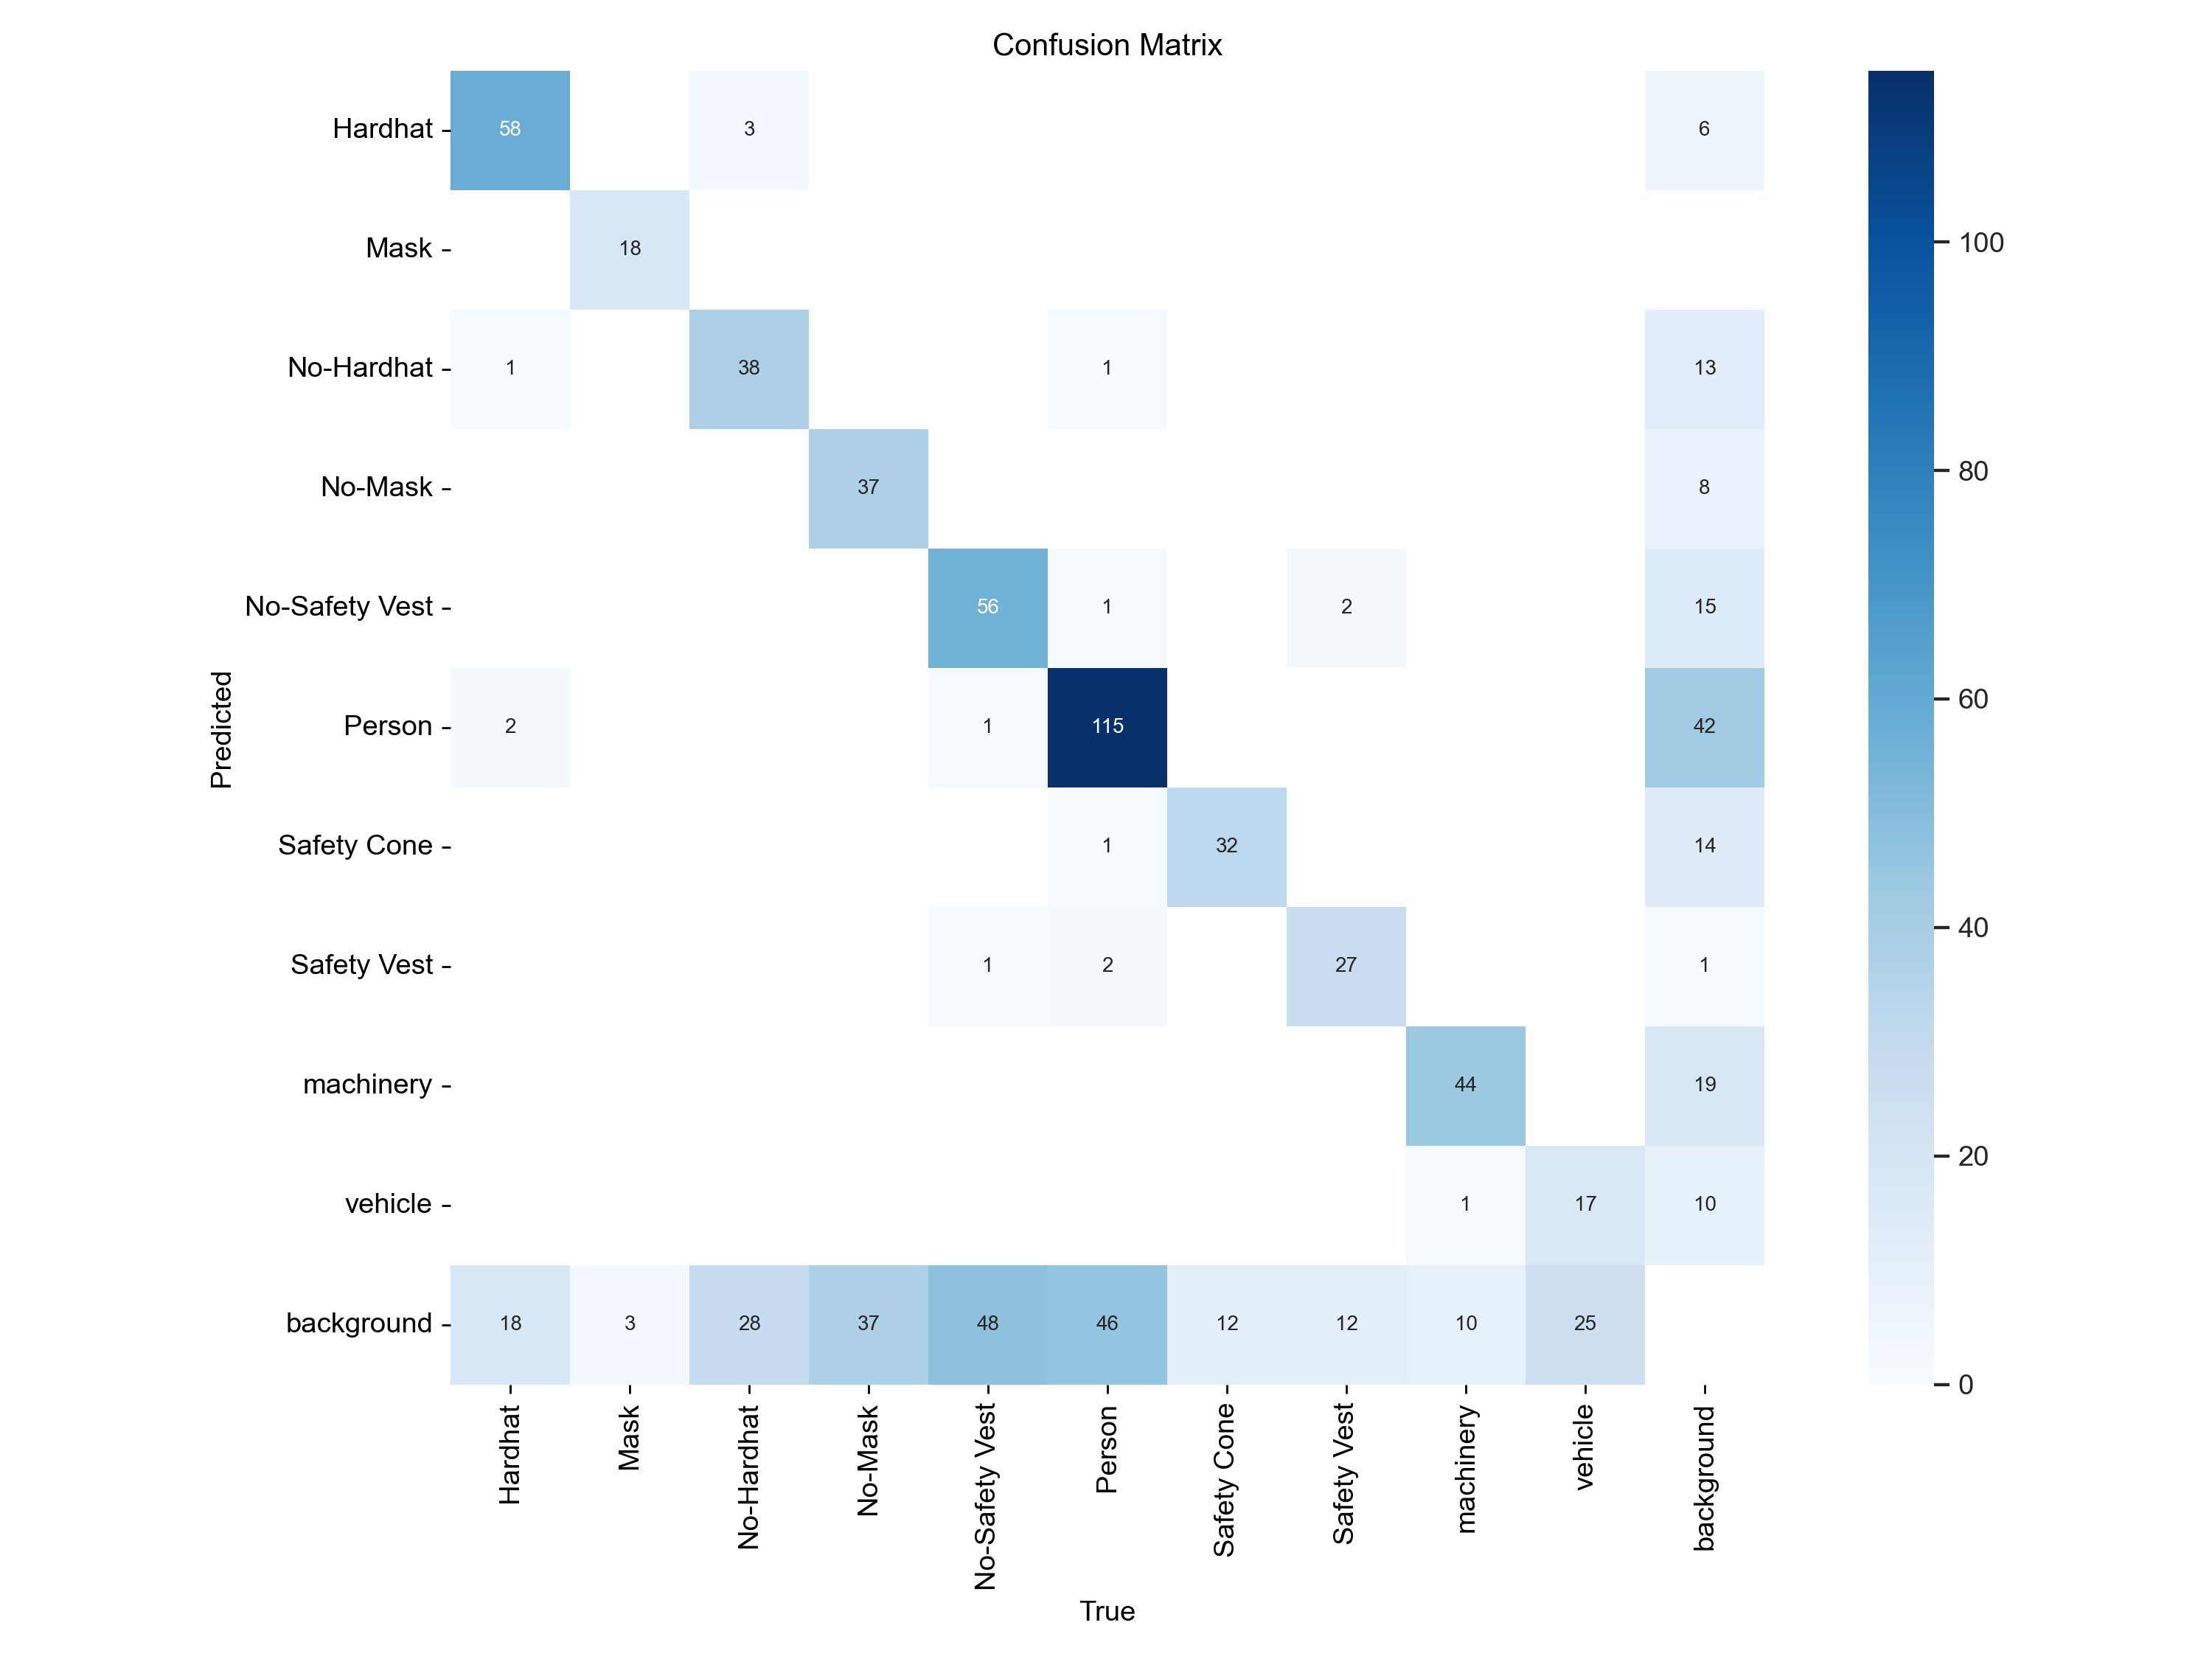 Confusion Matrix
Hardhat 58 3 6
Mask 18
No-Hardhat 1 38 1 13
No-Mask 37 8
No-Safety Vest 56 1 2 15
Person 2 1 115 42
Safety Cone 1 32 14
Safety Vest 1 2 27 1
machinery 44 19
vehicle 1 17 10
background 18 3 28 37 48 46 12 12 10 25
Predicted
Hardhat
Mask
No-Hardhat
No-Mask
No-Safety Vest
Person
Safety Cone
Safety Vest
machinery
vehicle
background
True
100
80
60
40
20
0